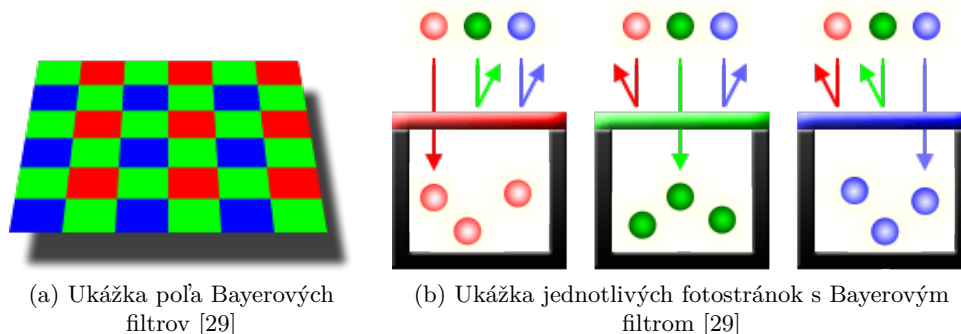 (a) Ukážka poľa Bayerových
filtrov [29]
(b) Ukážka jednotlivých fotostránok s Bayerovým
filtrom [29]